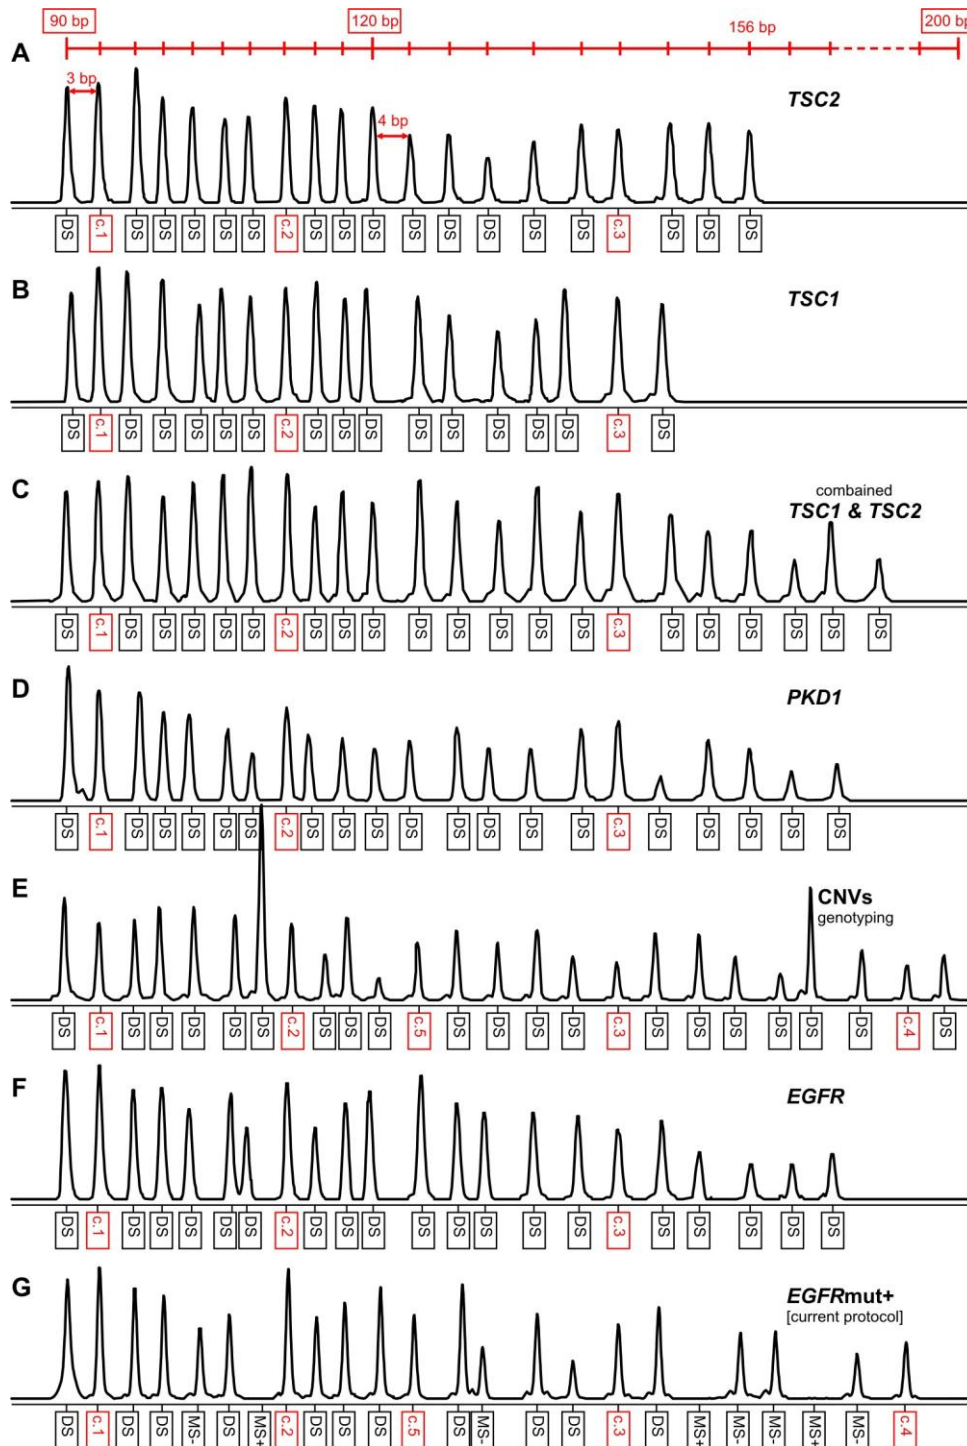 90 bp 120 bp 156 bp 200 bp
A
3 bp
4 bp
TSC2
DS c.1 DS DS DS DS DS c.2 DS DS DS DS DS DS DS DS c.3 DS DS DS
B
TSC1
DS c.1 DS DS DS DS DS c.2 DS DS DS DS DS DS DS DS c.3 DS
C
combained
TSC1 & TSC2
DS c.1 DS DS DS DS DS c.2 DS DS DS DS DS DS DS DS c.3 DS DS DS DS DS DS
D
PKD1
DS c.1 DS DS DS DS DS c.2 DS DS DS DS DS DS DS DS c.3 DS DS DS DS DS
E
CNVs
genotyping
DS c.1 DS DS DS DS DS c.2 DS DS DS c.5 DS DS DS DS c.3 DS DS DS DS DS DS c.4 DS
F
EGFR
DS c.1 DS DS DS DS DS c.2 DS DS DS DS DS DS DS DS c.3 DS DS DS DS DS
G
EGFRmut+
[current protocol]
DS c.1 DS DS MS- DS MS+ c.2 DS DS DS c.5 DS MS- DS DS c.3 DS MS+ MS- MS- MS+ MS- c.4